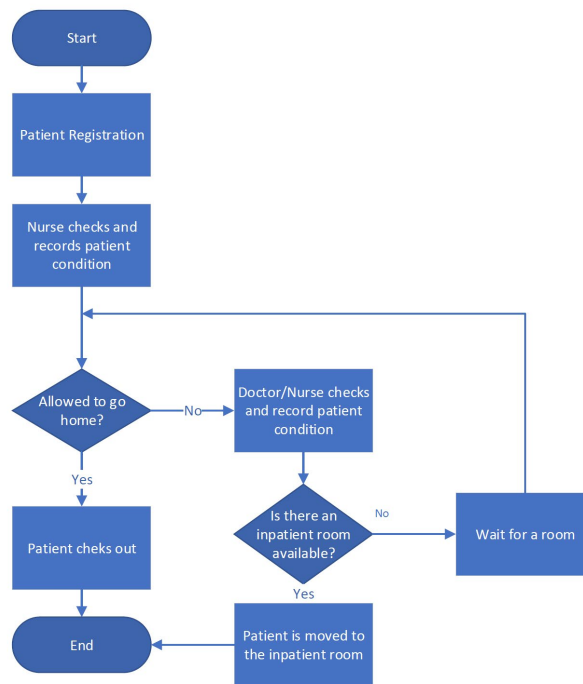 Start
Patient Registration
Nurse checks and
records patient
condition
Allowed to go
home?
No
Doctor/Nurse checks
and record patient
condition
Yes
Is there an
inpatient room
available?
No
Wait for a room
Patient cheks out
Yes
End
Patient is moved to
the inpatient room